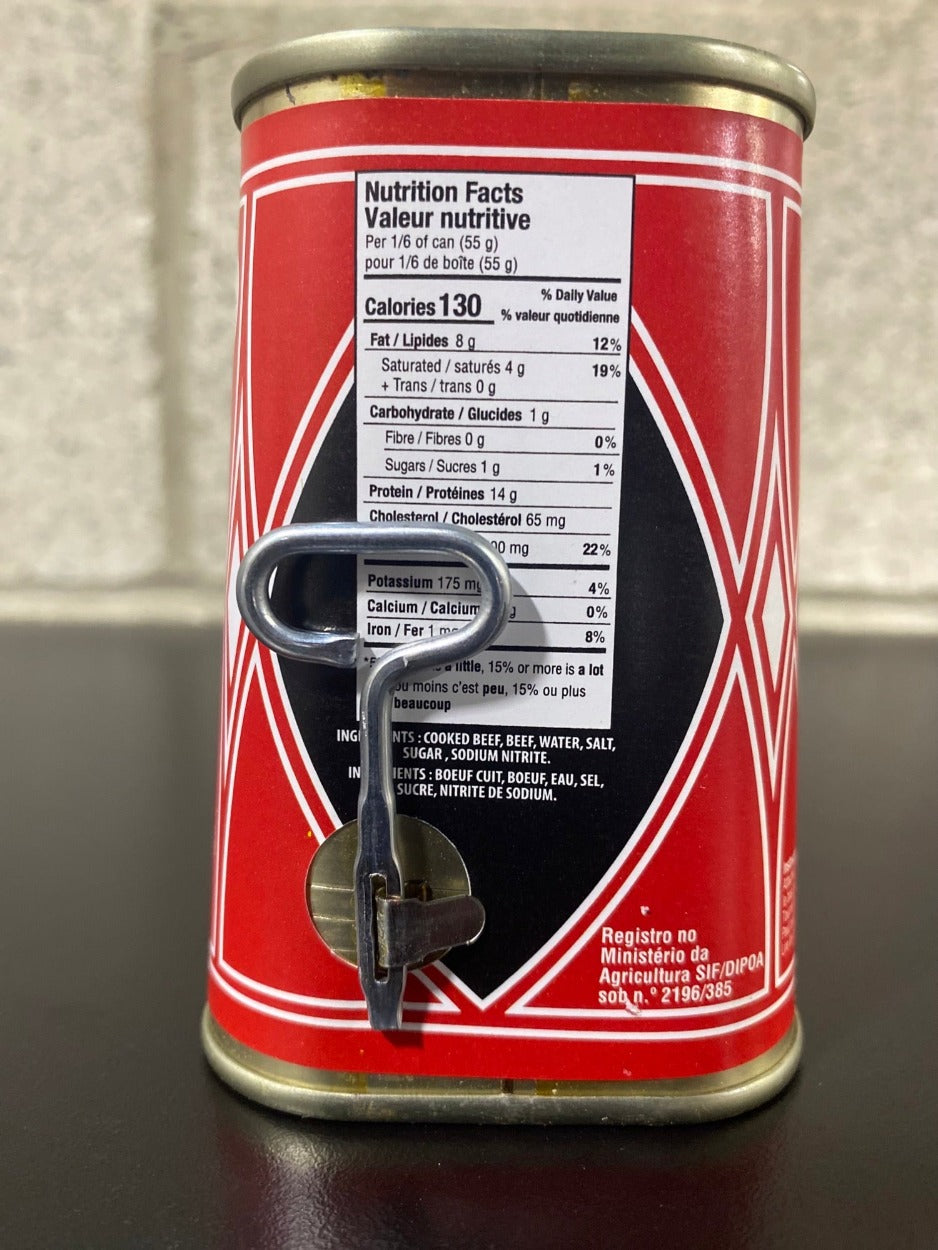 Nutrition Facts
Valeur nutritive
Per 1/6 of can (55 g)
pour 1/6 de boîte (55 g)
Calories 130
% Daily Value
% valeur quotidienne
Fat / Lipides 8 g 12%
Saturated / saturés 4 g 19%
+ Trans / trans 0 g
Carbohydrate / Glucides 1 g
Fibre / Fibres 0 g 0%
Sugars / Sucres 1 g 1%
Protein / Protéines 14 g
Cholesterol / Cholestérol 65 mg
mg 22%
Potassium 175 mg 4%
Calcium / Calcium 0%
Iron / Fer 1 mg 8%
a little, 15% or more is a lot
ou moins c'est peu, 15% ou plus
beaucoup
: COOKED BEEF, BEEF, WATER, SALT,
SUGAR , SODIUM NITRITE.
: BOEUF CUIT, BOEUF, EAU, SEL,
SUCRE, NITRITE DE SODIUM.
Registro no
Ministério da
Agricultura SIF/DIPOA
sob n.º 2196/385